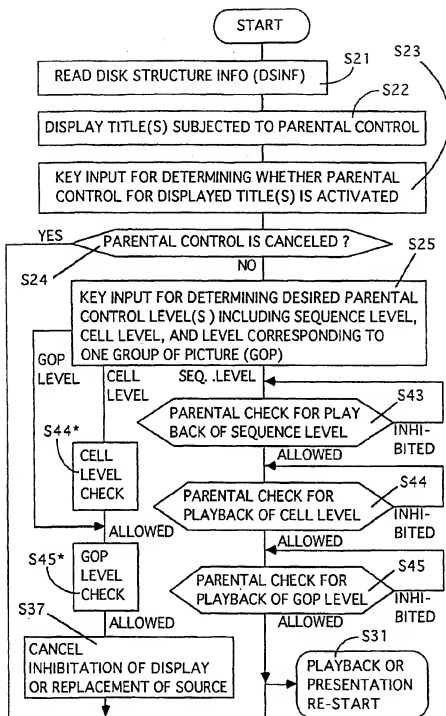 START
S23
S21
READ DISK STRUCTURE INFO (DSINF)
S22
DISPLAY TITLE(S) SUBJECTED TO PARENTAL CONTROL
KEY INPUT FOR DETERMINING WHETHER PARENTAL
CONTROL FOR DISPLAYED TITLE(S) IS ACTIVATED
YES
PARENTAL CONTROL IS CANCELED ?
S24
NO
S25
KEY INPUT FOR DETERMINING DESIRED PARENTAL
CONTROL LEVEL(S ) INCLUDING SEQUENCE LEVEL,
CELL LEVEL, AND LEVEL CORRESPONDING TO
ONE GROUP OF PICTURE (GOP)
GOP
LEVEL
CELL
LEVEL
SEQ. .LEVEL
S43
PARENTAL CHECK FOR PLAY
BACK OF SEQUENCE LEVEL
INHI-
BITED
ALLOWED
S44*
CELL
LEVEL
CHECK
S44
PARENTAL CHECK FOR
PLAYBACK OF CELL LEVEL
INHI-
BITED
ALLOWED
ALLOWED
S45*
GOP
LEVEL
CHECK
S45
PARENTAL CHECK FOR
PLAYBACK OF GOP LEVEL
INHI-
BITED
ALLOWED
ALLOWED
S37
CANCEL
INHIBITATION OF DISPLAY
OR REPLACEMENT OF SOURCE
S31
PLAYBACK OR
PRESENTATION
RE-START